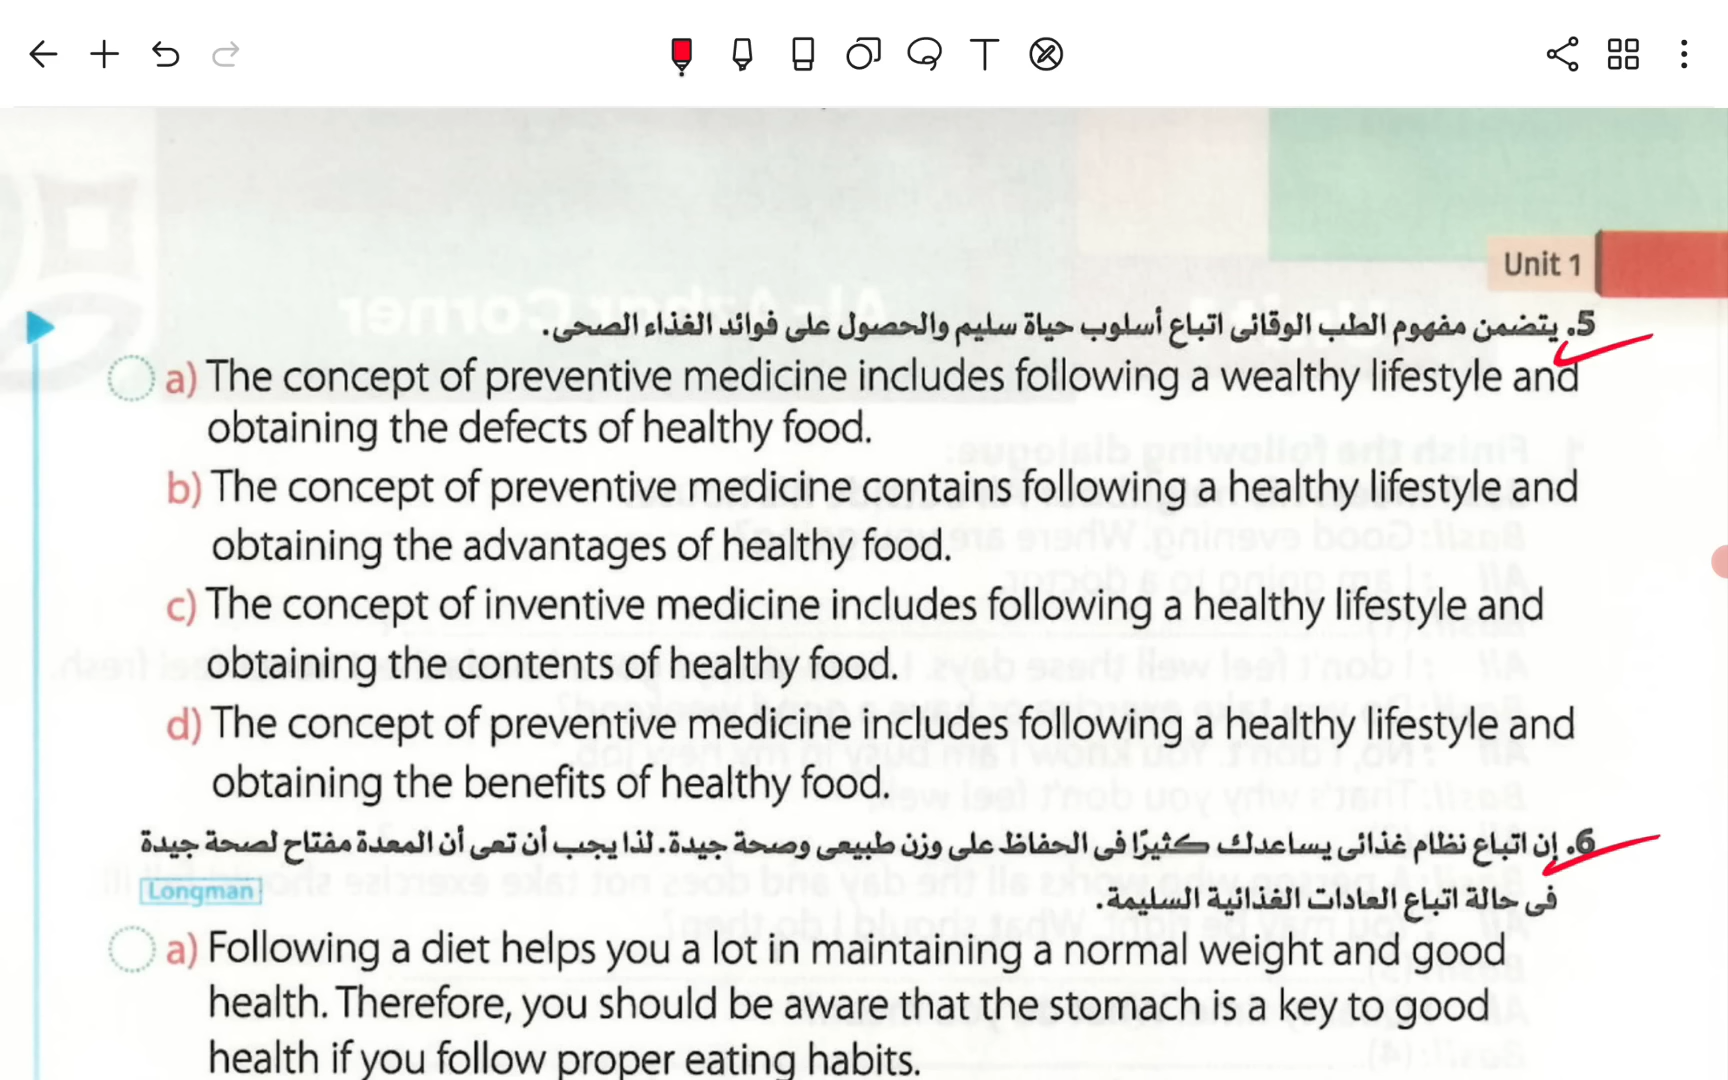 Unit 1
5. يتضمن مفهوم الطب الوقائى اتباع أسلوب حياة سليم والحصول على فوائد الغذاء الصحى.
a) The concept of preventive medicine includes following a wealthy lifestyle and
obtaining the defects of healthy food.
b) The concept of preventive medicine contains following a healthy lifestyle and
obtaining the advantages of healthy food.
c) The concept of inventive medicine includes following a healthy lifestyle and
obtaining the contents of healthy food.
d) The concept of preventive medicine includes following a healthy lifestyle and
obtaining the benefits of healthy food.
6. إن اتباع نظام غذائى يساعدك كثيرًا فى الحفاظ على وزن طبيعى وصحة جيدة. لذا يجب أن تعى أن المعدة مفتاح لصحة جيدة
فى حالة اتباع العادات الغذائية السليمة.
Longman
a) Following a diet helps you a lot in maintaining a normal weight and good
health. Therefore, you should be aware that the stomach is a key to good
health if you follow proper eating habits.